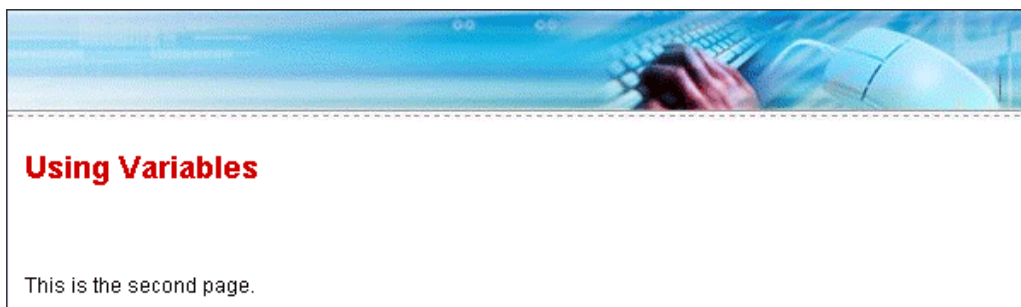 Using Variables
This is the second page.